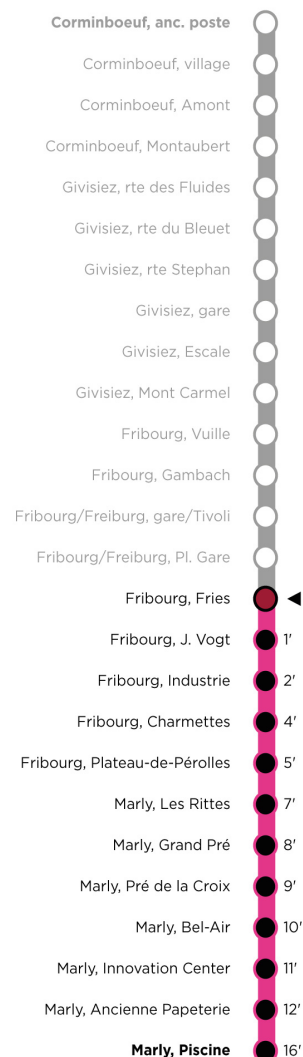 Corminboeuf, anc. poste
Corminboeuf, village
Corminboeuf, Amont
Corminboeuf, Montaubert
Givisiez, rte des Fluides
Givisiez, rte du Bleuet
Givisiez, rte Stephan
Givisiez, gare
Givisiez, Escale
Givisiez, Mont Carmel
Fribourg, Vuille
Fribourg, Gambach
Fribourg/Freiburg, gare/Tivoli
Fribourg/Freiburg, Pl. Gare
Fribourg, Fries
Fribourg, J. Vogt 1'
Fribourg, Industrie 2'
Fribourg, Charmettes 4'
Fribourg, Plateau-de-Pérolles 5'
Marly, Les Rittes 7'
Marly, Grand Pré 8'
Marly, Pré de la Croix 9'
Marly, Bel-Air 10'
Marly, Innovation Center 11'
Marly, Ancienne Papeterie 12'
Marly, Piscine 16'